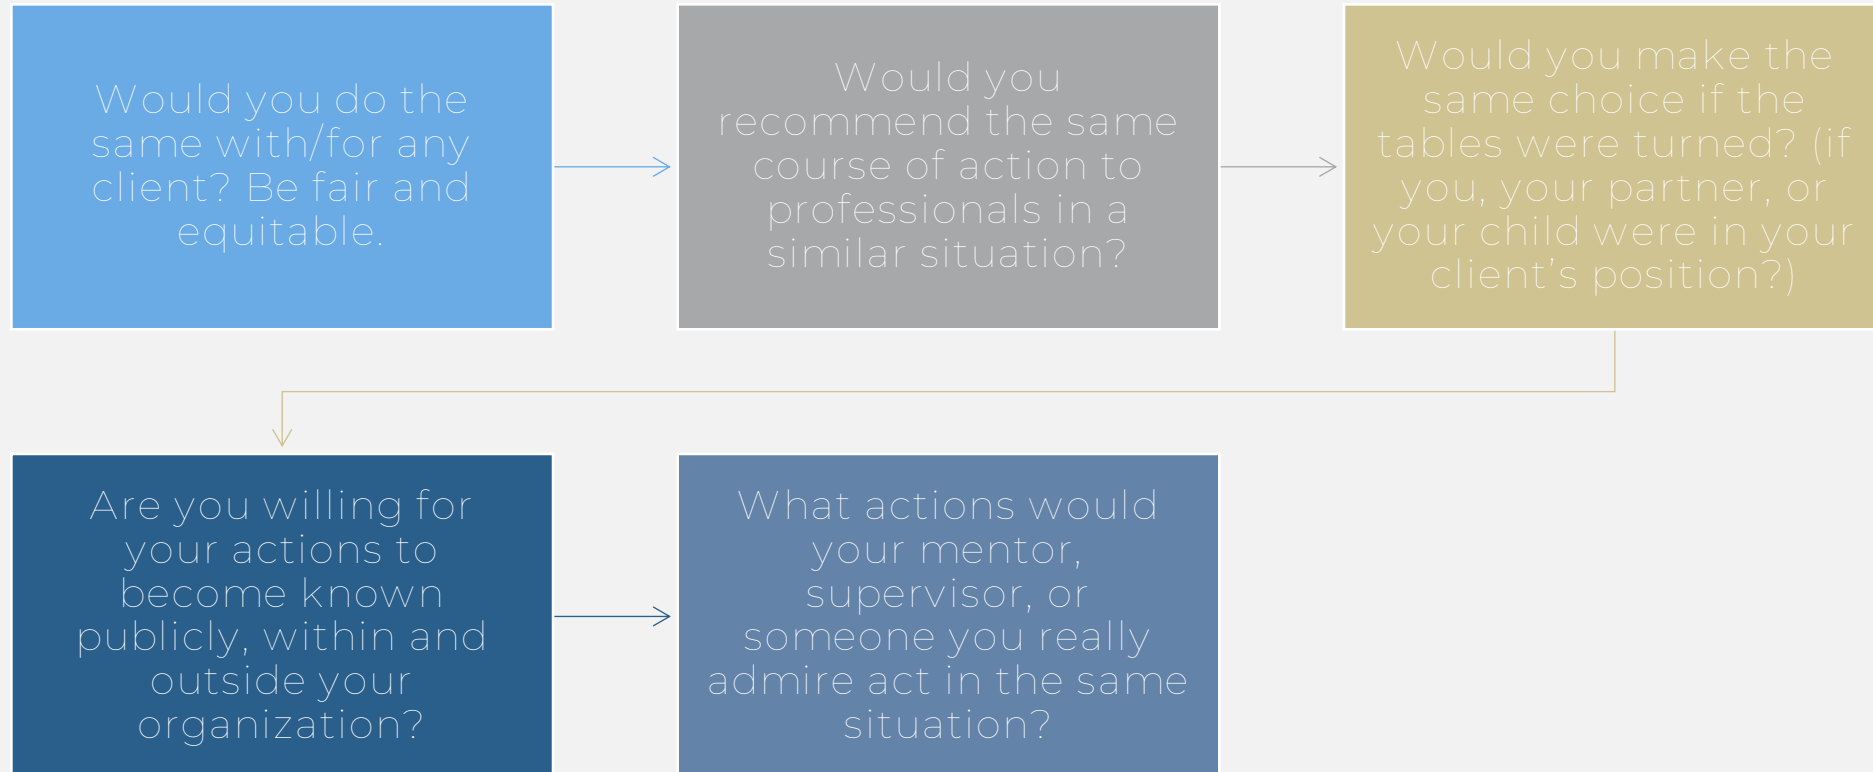 Would you do the
same with/for any
client? Be fair and
equitable.
Would you
recommend the same
course of action to
professionals in a
similar situation?
Would you make the
same choice if the
tables were turned? (if
you, your partner, or
your child were in your
client’s position?)
Are you willing for
your actions to
become known
publicly, within and
outside your
organization?
What actions would
your mentor,
supervisor, or
someone you really
admire act in the same
situation?